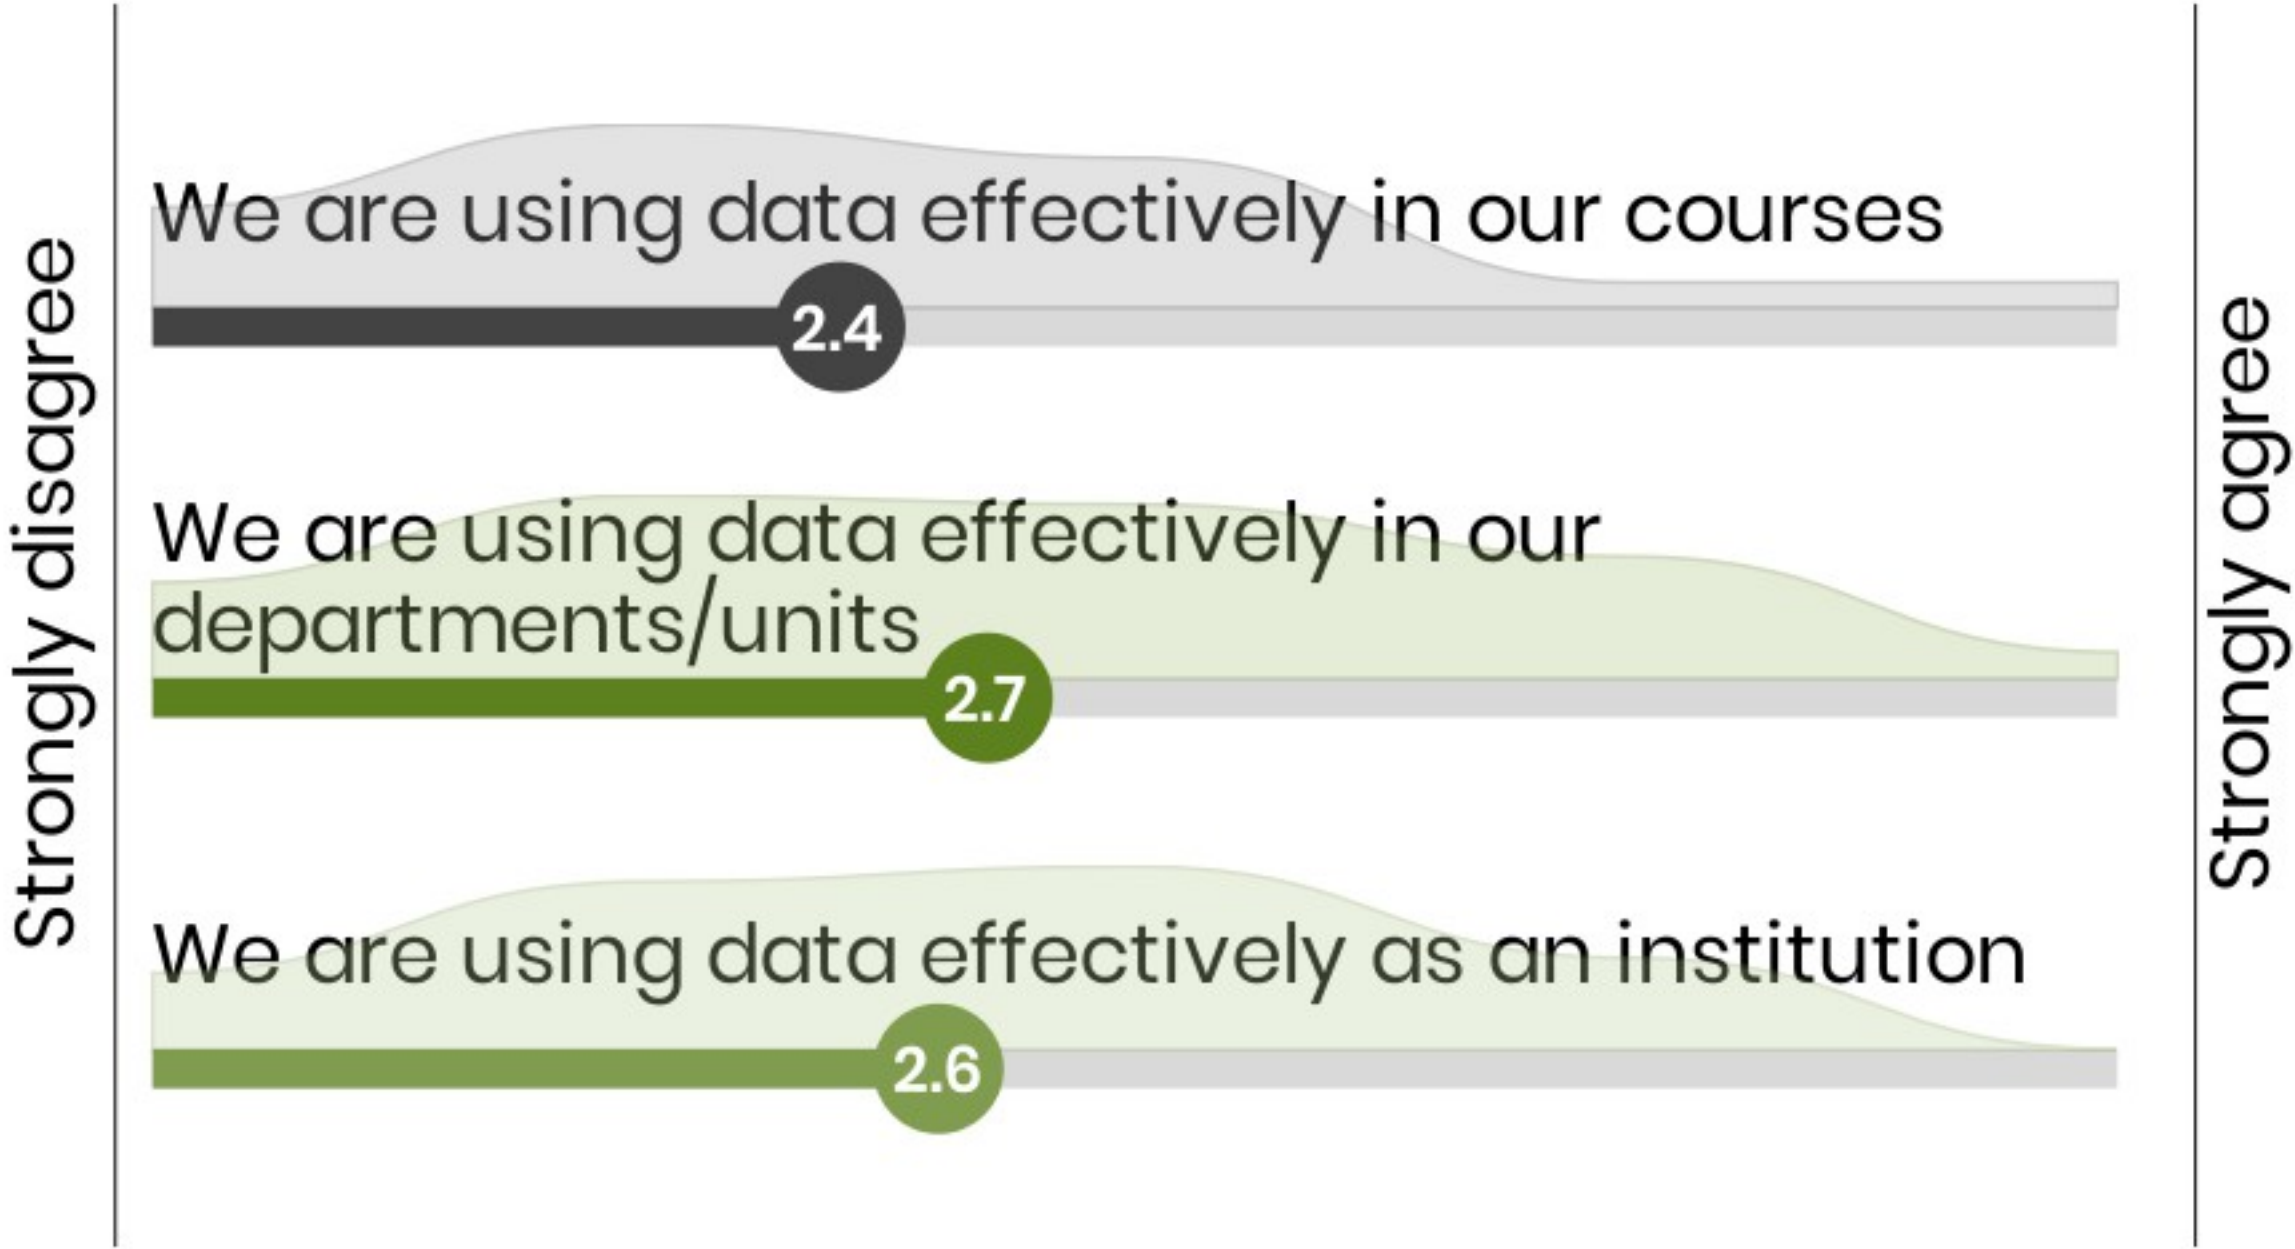 Strongly disagree
We are using data effectively in our courses
2.4
We are using data effectively in our
departments/units
2.7
We are using data effectively as an institution
2.6
Strongly agree